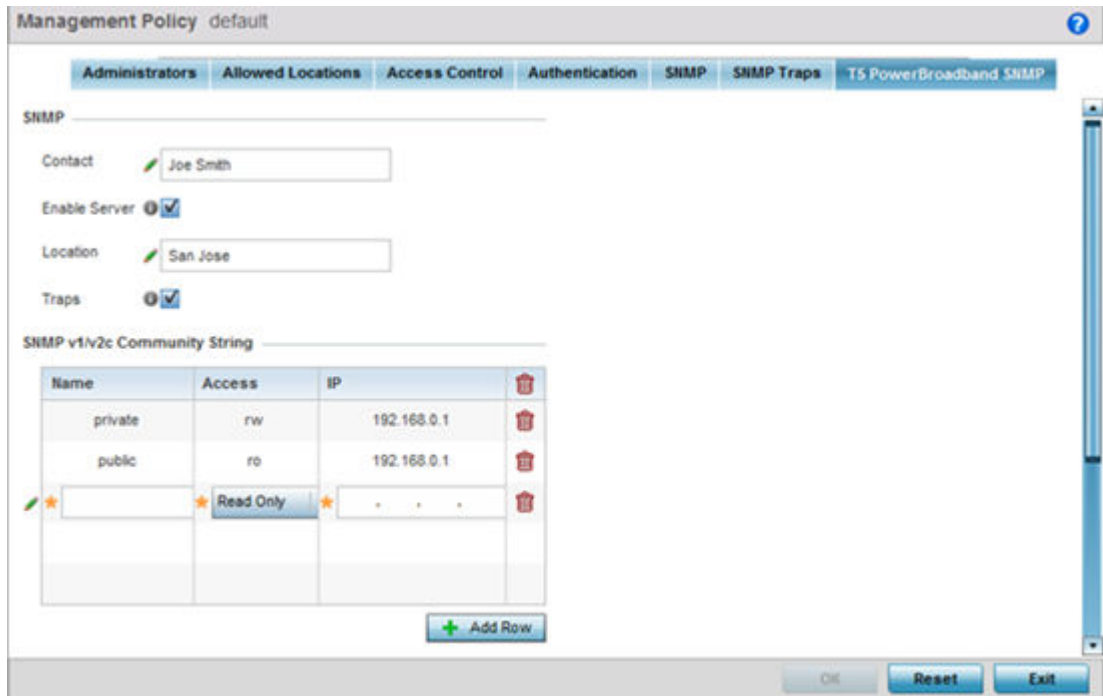 Management Policy default
?
Administrators Allowed Locations Access Control Authentication SNMP SNMP Traps T5 PowerBroadband SNMP
SNMP
Contact Joe Smith
Enable Server
Location San Jose
Traps
SNMP v1/v2c Community String
Name Access IP
private rw 192.168.0.1
public ro 192.168.0.1
Read Only . . .
Add Row
OK Reset Exit